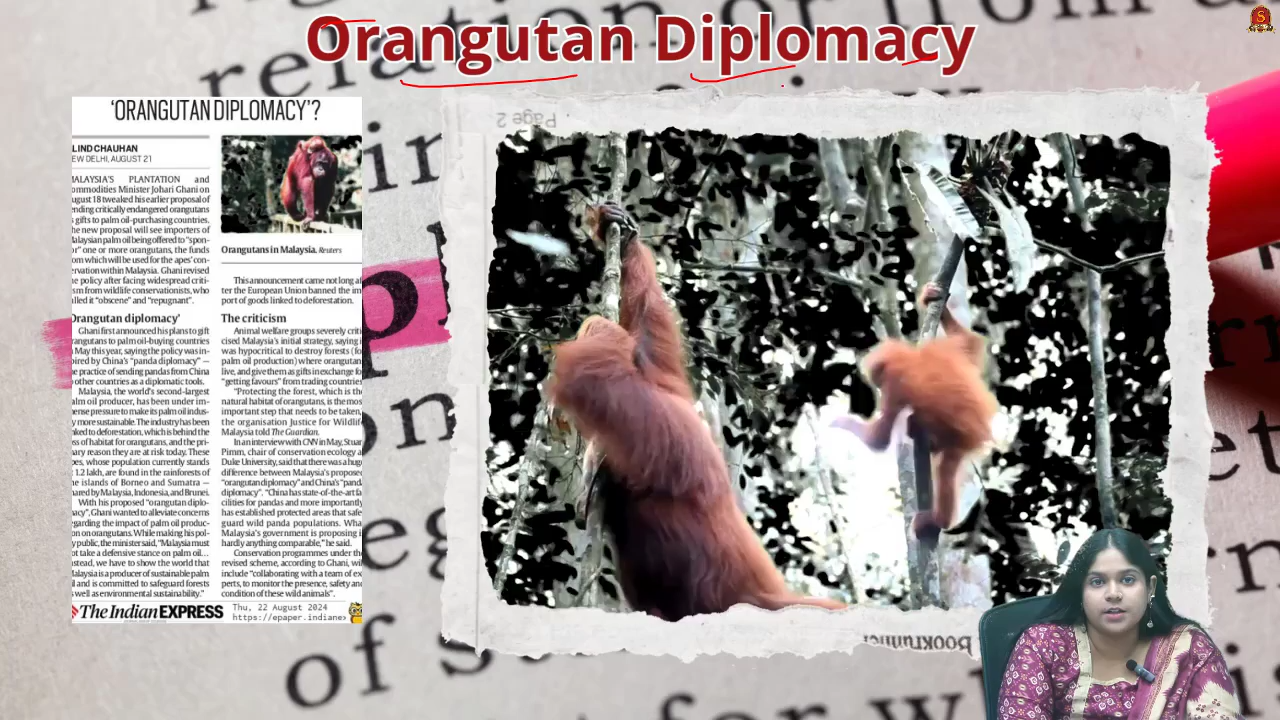 Orangutan Diplomacy
'ORANGUTAN DIPLOMACY'?
LIND CHAUHAN
EW DELHI, AUGUST 21
MALAYSIA'S PLANTATION and
ommodities Minister Johari Ghani on
ugust 18 tweaked his earlier proposal of
ending critically endangered orangutans
s gifts to palm oil-purchasing countries.
he new proposal will see importers of
Malaysian palm oil being offered to "spon-
or" one or more orangutans, the funds
om which will be used for the apes' con-
ervation within Malaysia. Ghani revised
he policy after facing widespread criti-
ism from wildlife conservationists, who
alled it "obscene" and "repugnant".
Orangutan diplomacy'
Ghani first announced his plans to gift
rangutans to palm oil-buying countries
May this year, saying the policy was in-
pired by China's "panda diplomacy" —
he practice of sending pandas from China
o other countries as a diplomatic tools.
Malaysia, the world's second-largest
alm oil producer, has been under im-
ense pressure to make its palm oil indus-
y more sustainable. The industry has been
nked to deforestation, which is behind the
ss of habitat for orangutans, and the pri-
ary reason they are at risk today. These
pes, whose population currently stands
1.2 lakh, are found in the rainforests of
he islands of Borneo and Sumatra —
hared by Malaysia, Indonesia, and Brunei.
With his proposed "orangutan diplo-
acy", Ghani wanted to alleviate concerns
egarding the impact of palm oil produc-
on on orangutans. While making his pol-
y public, the minister said, "Malaysia must
ot take a defensive stance on palm oil…
stead, we have to show the world that
Malaysia is a producer of sustainable palm
l and is committed to safeguard forests
s well as environmental sustainability."
Orangutans in Malaysia. Reuters
This announcement came not long af
ter the European Union banned the im
port of goods linked to deforestation.
The criticism
Animal welfare groups severely criti
cised Malaysia's initial strategy, saying i
was hypocritical to destroy forests (fo
palm oil production) where orangutan
live, and give them as gifts in exchange fo
"getting favours" from trading countries
"Protecting the forest, which is the
natural habitat of orangutans, is the mos
important step that needs to be taken,
the organisation Justice for Wildlif
Malaysia told The Guardian.
In an interview with CNN in May, Stuar
Pimm, chair of conservation ecology a
Duke University, said that there was a huge
difference between Malaysia's propose
"orangutan diplomacy" and China's "panda
diplomacy". "China has state-of-the-art fa
cilities for pandas and more importantly
has established protected areas that safe
guard wild panda populations. Wha
Malaysia's government is proposing i
hardly anything comparable," he said.
Conservation programmes under the
revised scheme, according to Ghani, wi
include "collaborating with a team of ex
perts, to monitor the presence, safety and
condition of these wild animals".
The Indian EXPRESS
Thu, 22 August 2024
https://epaper.indianex
Page 2
Bookrunner